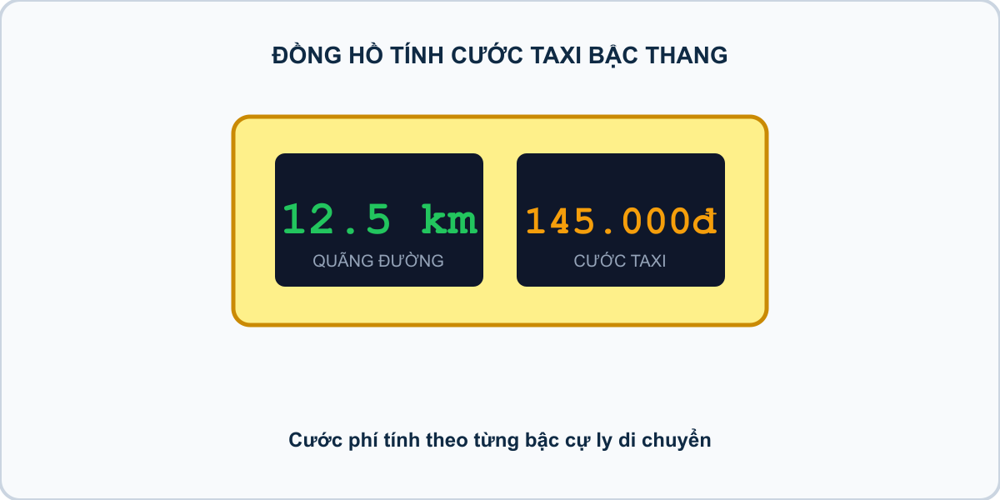 ĐỒNG HỒ TÍNH CƯỚC TAXI BẬC THANG
12.5 km
145.000đ
QUÃNG ĐƯỜNG
CƯỚC TAXI
Cước phí tính theo từng bậc cự ly di chuyển